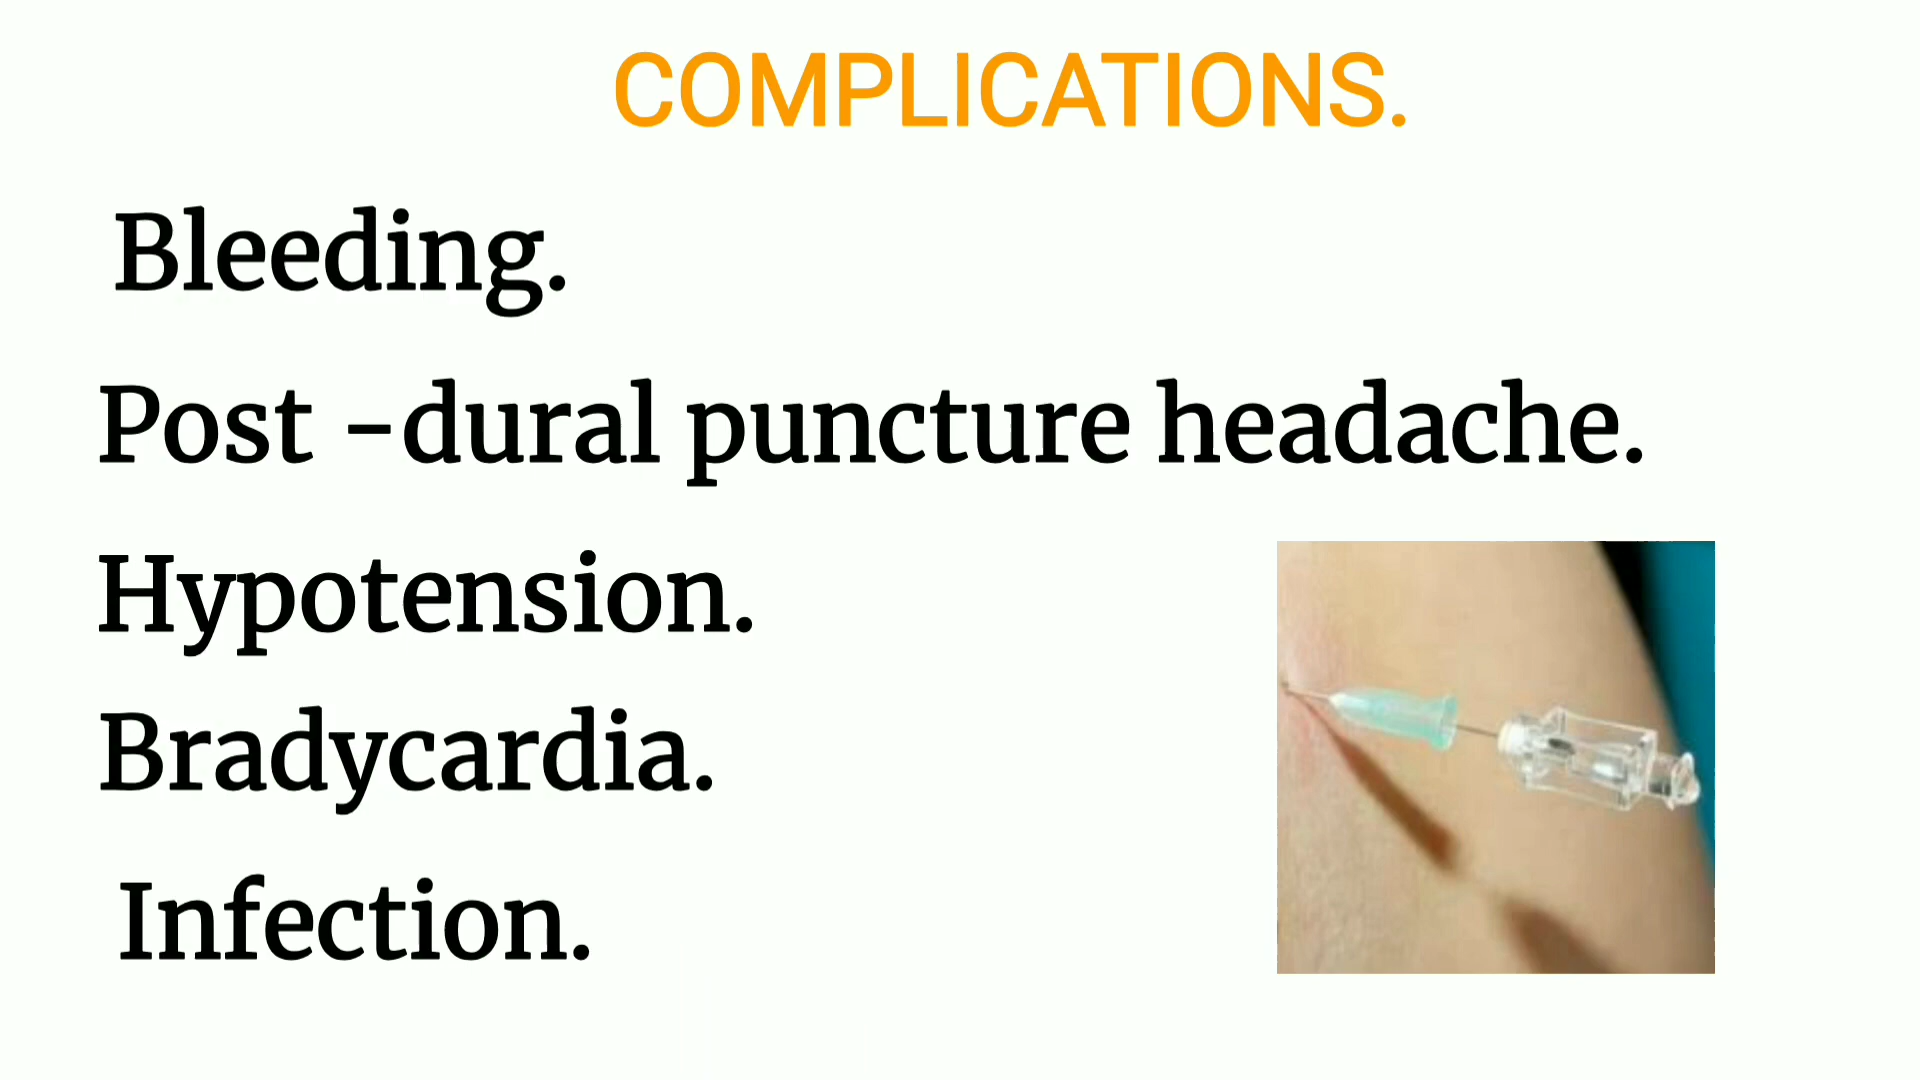 COMPLICATIONS.
Bleeding.
Post -dural puncture headache.
Hypotension.
Bradycardia.
Infection.